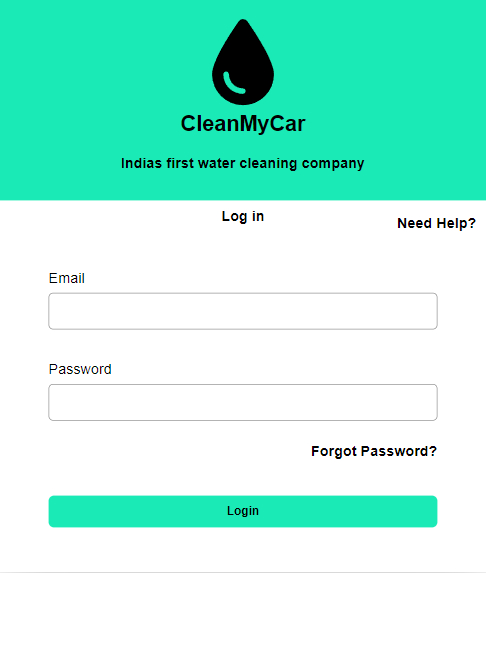 CleanMyCar
Indias first water cleaning company
Log in
Need Help?
Email
Password
Forgot Password?
Login